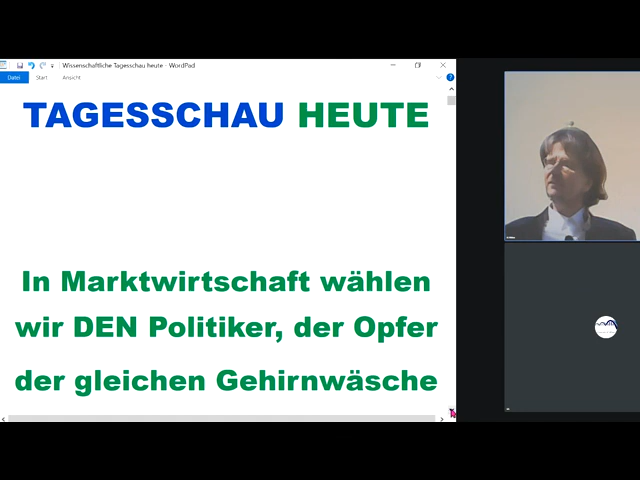 Wissenschaftliche Tagesschau heute - WordPad
Datei Start Ansicht
TAGESSCHAU HEUTE
In Marktwirtschaft wählen
wir DEN Politiker, der Opfer
der gleichen Gehirnwäsche